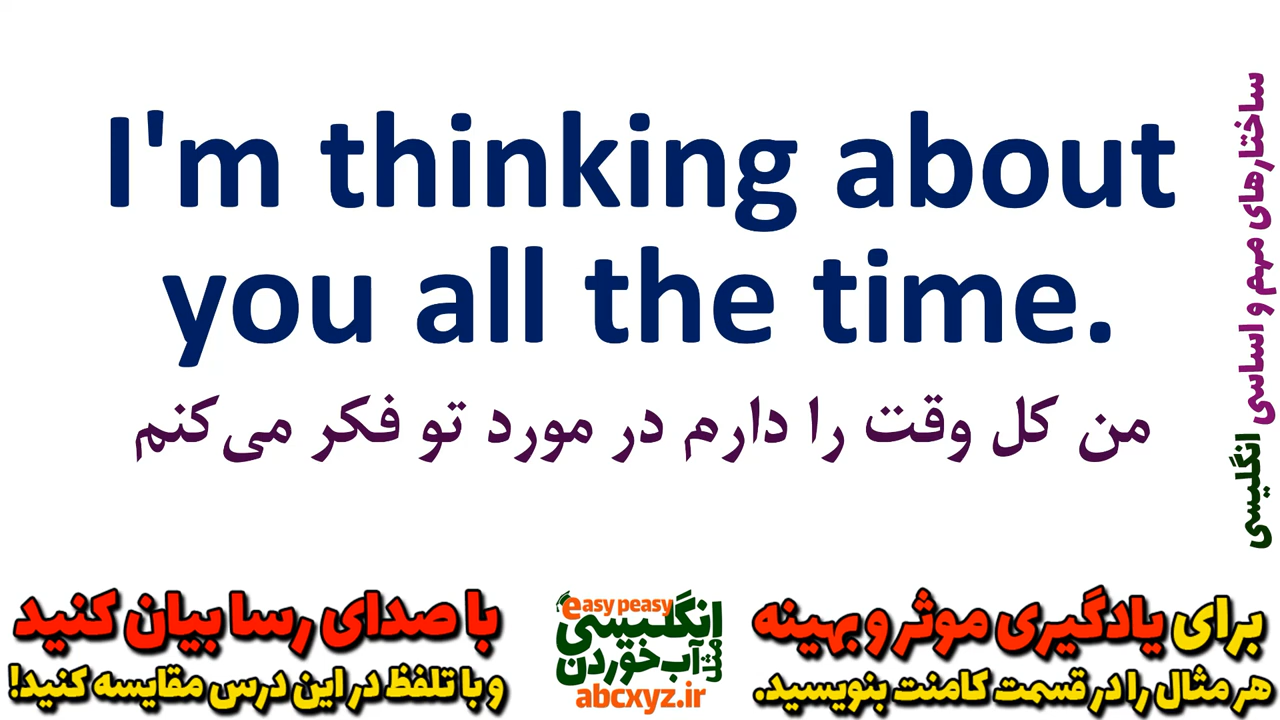 I'm thinking about
you all the time.
من کل وقت را دارم در مورد تو فکر می‌کنم
ساختارهای مهم و اساسی انگلیسی
برای یادگیری موثر و بهینه
هر مثال را در قسمت کامنت بنویسید.
easy peasy
انگلیسی
مثل آب خوردن
abcxyz.ir
با صدای رسا بیان کنید
و با تلفظ در این درس مقایسه کنید!